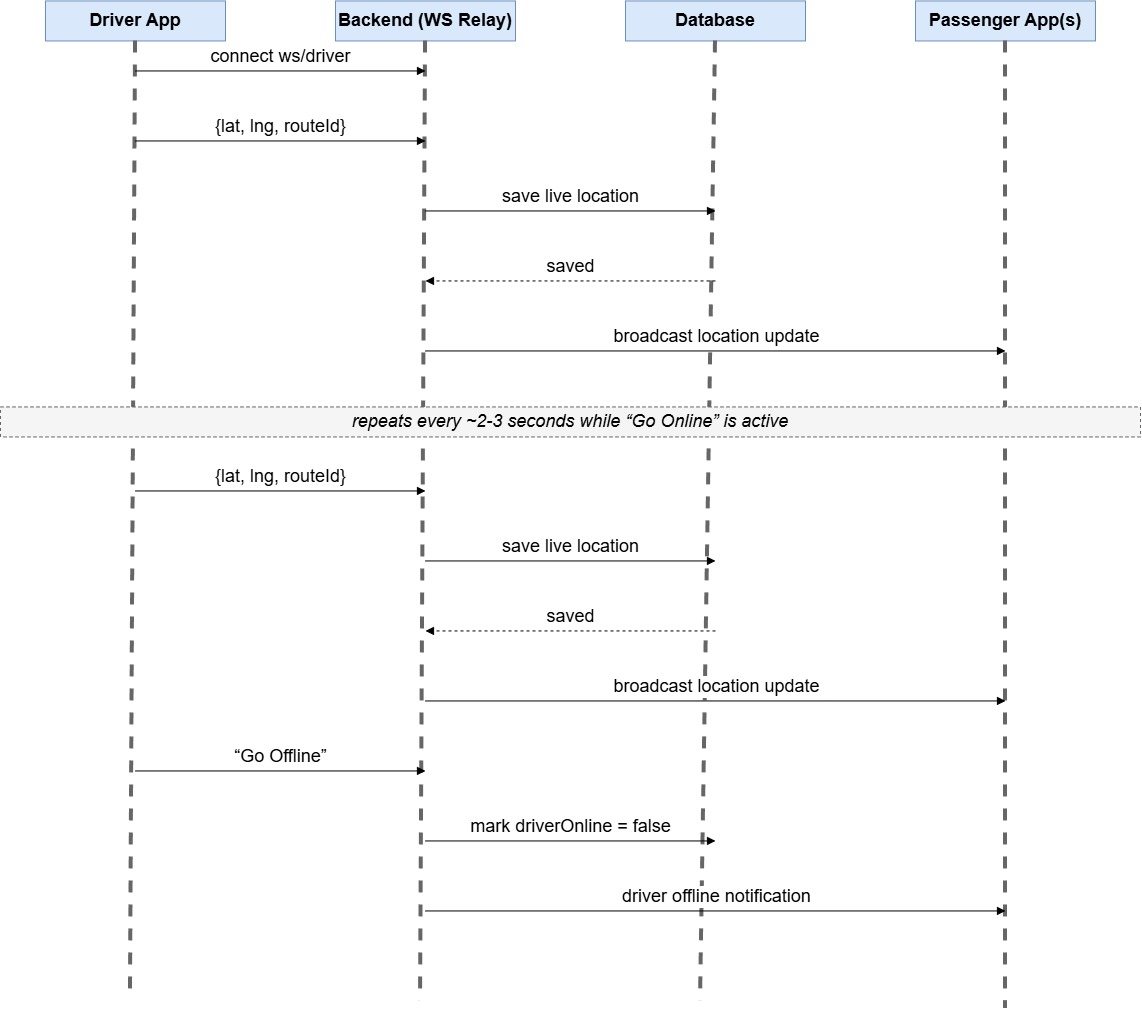 Driver App
Backend (WS Relay)
Database
Passenger App(s)
connect ws/driver
{lat, lng, routeId}
save live location
saved
broadcast location update
repeats every ~2-3 seconds while “Go Online” is active
{lat, lng, routeId}
save live location
saved
broadcast location update
“Go Offline”
mark driverOnline = false
driver offline notification